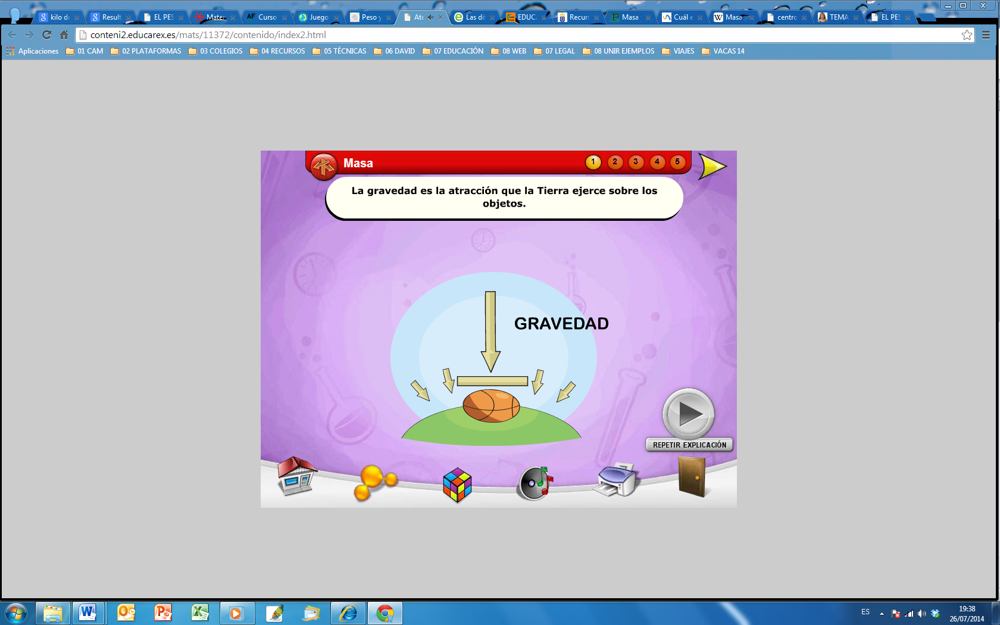 kilo de
Result
EL PES
Mater
AF Curso
Juego
Peso y
Ate
Las di
EDUC
Recurs
Masa
Cuál e
W Masa
centro
TEMA
EL PES
conteni2.educarex.es/mats/11372/contenido/index2.html
Aplicaciones 01 CAM 02 PLATAFORMAS 03 COLEGIOS 04 RECURSOS 05 TÉCNICAS 06 DAVID 07 EDUCACIÓN 08 WEB 07 LEGAL 08 UNIR EJEMPLOS VIAJES VACAS 14
Masa 1 2 3 4 5
La gravedad es la atracción que la Tierra ejerce sobre los
objetos.
GRAVEDAD
REPETIR EXPLICACIÓN
ES 19:38
26/07/2014